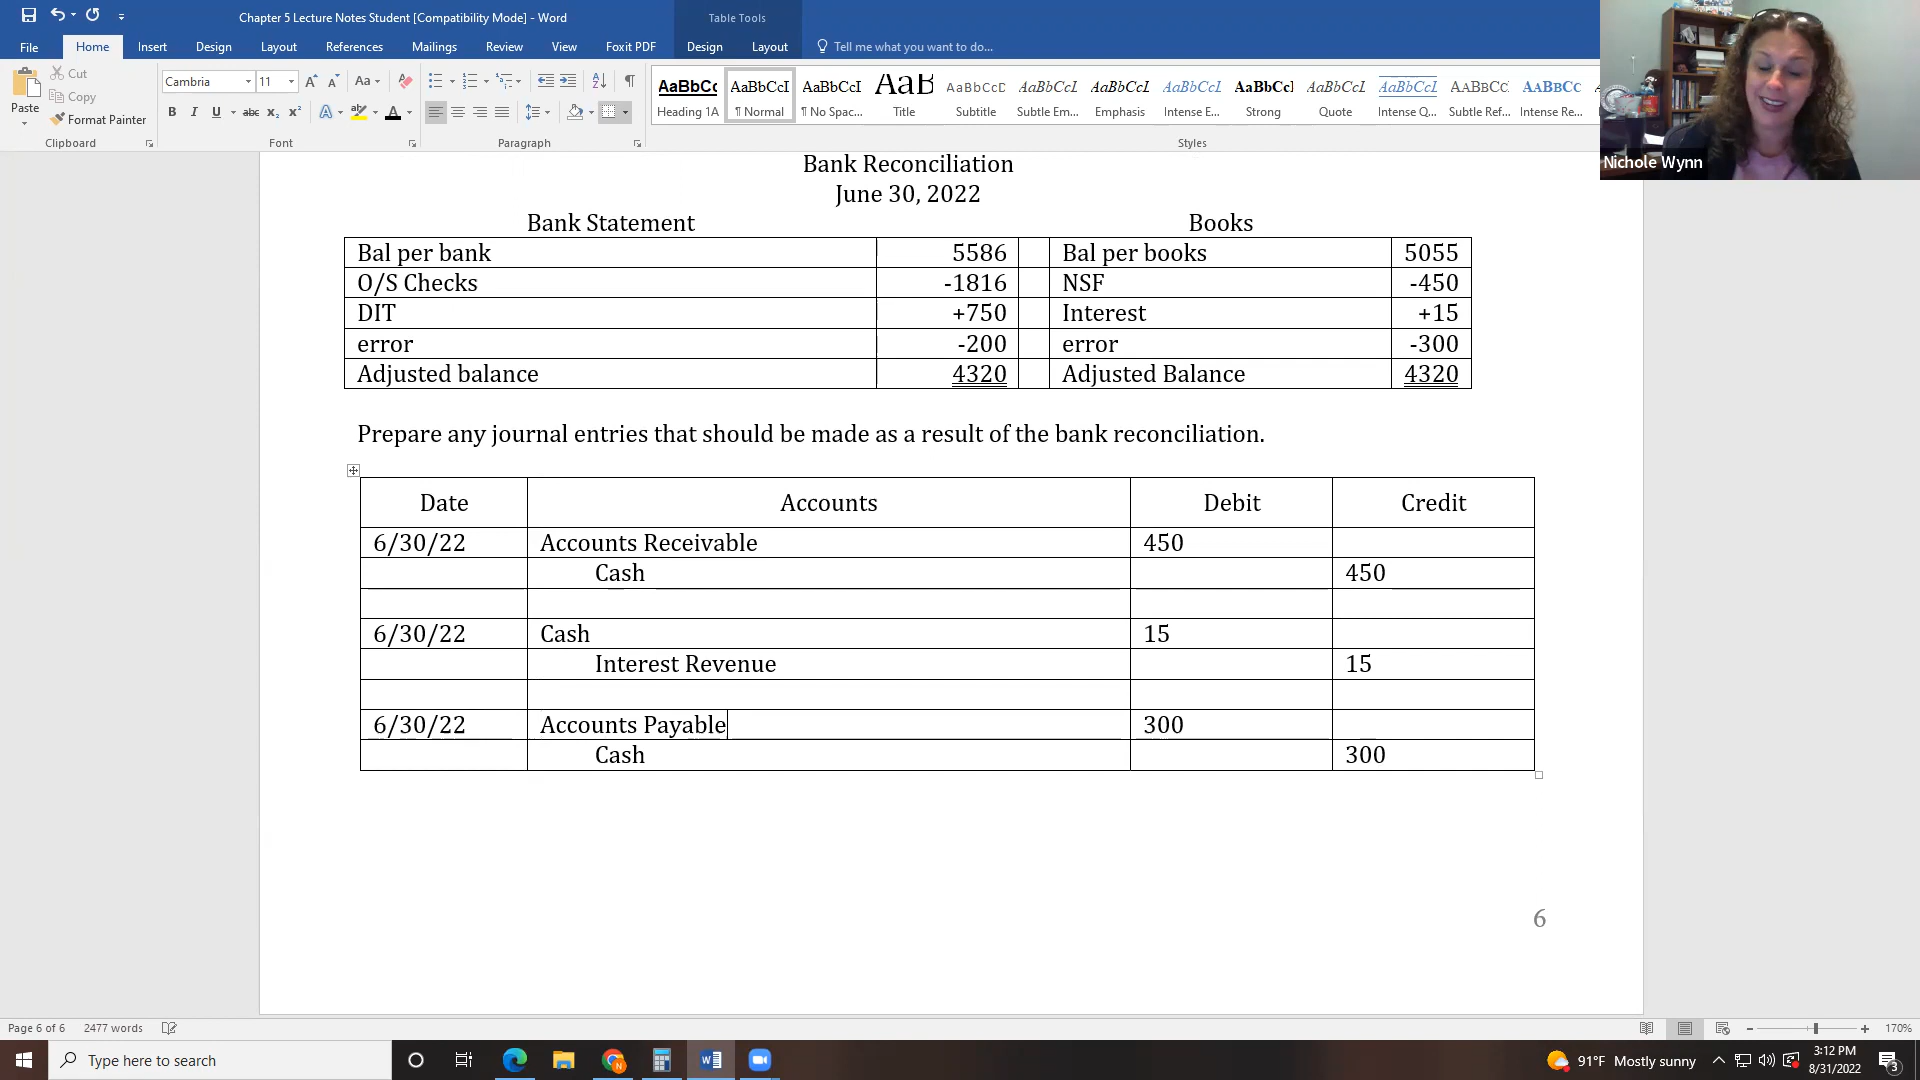 Chapter 5 Lecture Notes Student [Compatibility Mode] - Word
Table Tools
File Home Insert Design Layout References Mailings Review View Foxit PDF Design Layout Tell me what you want to do...
Paste
Cut
Copy
Format Painter
Clipboard
Cambria 11
Font
Paragraph
AaBbCc AaBbCcI AaBbCcI AaB AaBbCcD AaBbCcI AaBbCcI AaBbCcI AaBbCcI AaBbCcI AaBbCcI AABBCC AABBCC
Heading 1A ¶ Normal ¶ No Spac... Title Subtitle Subtle Em... Emphasis Intense E... Strong Quote Intense Q... Subtle Ref... Intense Re...
Styles
Nichole Wynn
Bank Reconciliation
June 30, 2022
Bank Statement Books
Bal per bank 5586 Bal per books 5055
O/S Checks -1816 NSF -450
DIT +750 Interest +15
error -200 error -300
Adjusted balance 4320 Adjusted Balance 4320
Prepare any journal entries that should be made as a result of the bank reconciliation.
Date Accounts Debit Credit
6/30/22 Accounts Receivable 450
Cash 450
6/30/22 Cash 15
Interest Revenue 15
6/30/22 Accounts Payable 300
Cash 300
6
Page 6 of 6 2477 words 170%
Type here to search
91°F Mostly sunny
3:12 PM
8/31/2022
3